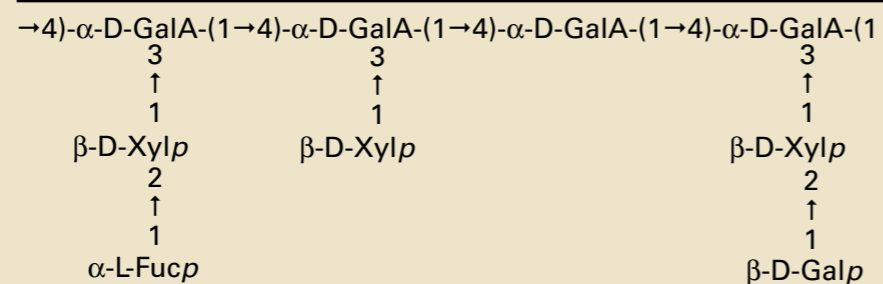 →4)-α-D-GalA-(1→4)-α-D-GalA-(1→4)-α-D-GalA-(1→4)-α-D-GalA-(1
3 3 3
↑ ↑ ↑
1 1 1
β-D-Xylp β-D-Xylp β-D-Xylp
2 2
↑ ↑
1 1
α-L-Fucp β-D-Galp